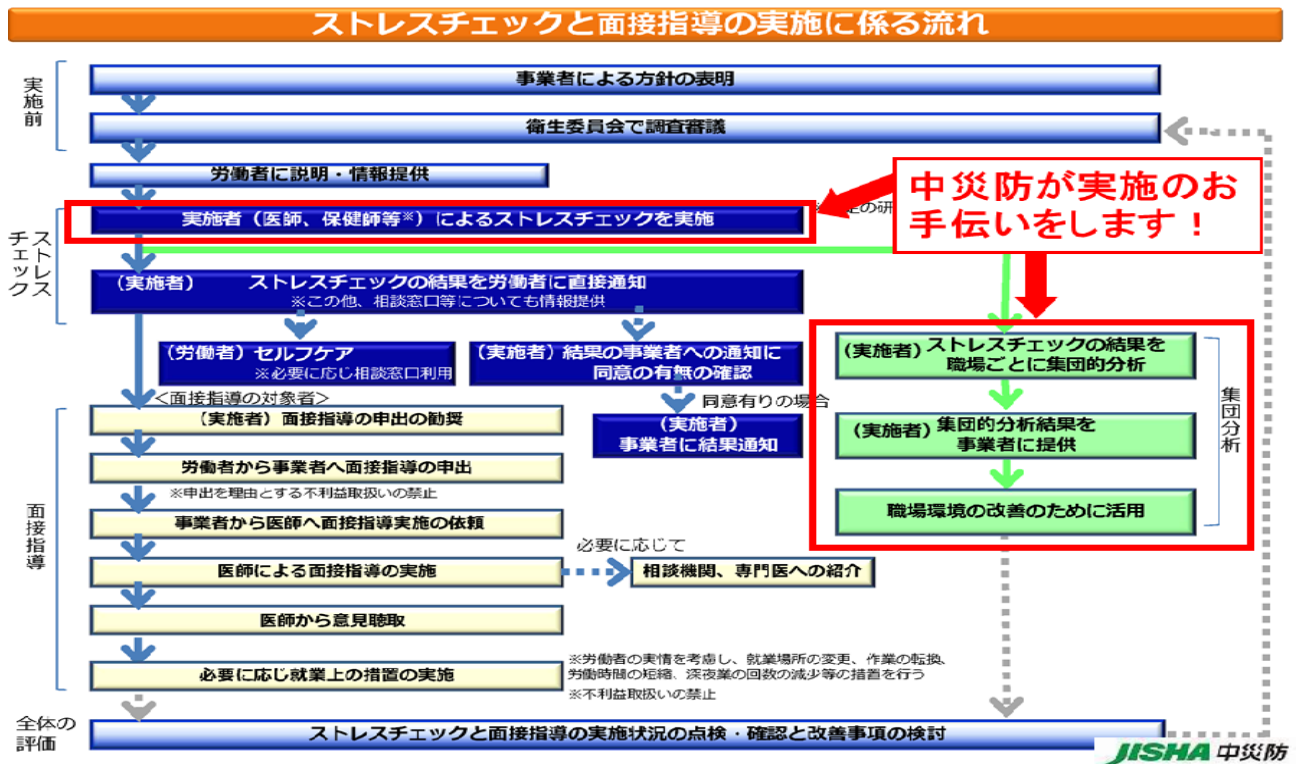 ストレスチェックと面接指導の実施に係る流れ
実施前
事業者による方針の表明
衛生委員会で調査審議
労働者に説明・情報提供
中災防が実施のお
手伝いをします！
ストレス
チェック
実施者（医師、保健師等※）によるストレスチェックを実施
の研
（実施者） ストレスチェックの結果を労働者に直接通知
※この他、相談窓口等についても情報提供
（労働者）セルフケア
※必要に応じ相談窓口利用
（実施者）結果の事業者への通知に
同意の有無の確認
同意有りの場合
（実施者）
事業者に結果通知
（実施者）ストレスチェックの結果を
職場ごとに集団的分析
（実施者）集団的分析結果を
事業者に提供
職場環境の改善のために活用
集団分析
＜面接指導の対象者＞
面接指導
（実施者）面接指導の申出の勧奨
労働者から事業者へ面接指導の申出
※申出を理由とする不利益取扱いの禁止
事業者から医師へ面接指導実施の依頼
医師による面接指導の実施
必要に応じて
相談機関、専門医への紹介
医師から意見聴取
必要に応じ就業上の措置の実施
※労働者の実情を考慮し、就業場所の変更、作業の転換、
労働時間の短縮、深夜業の回数の減少等の措置を行う
※不利益取扱いの禁止
全体の
評価
ストレスチェックと面接指導の実施状況の点検・確認と改善事項の検討
JISHA 中災防